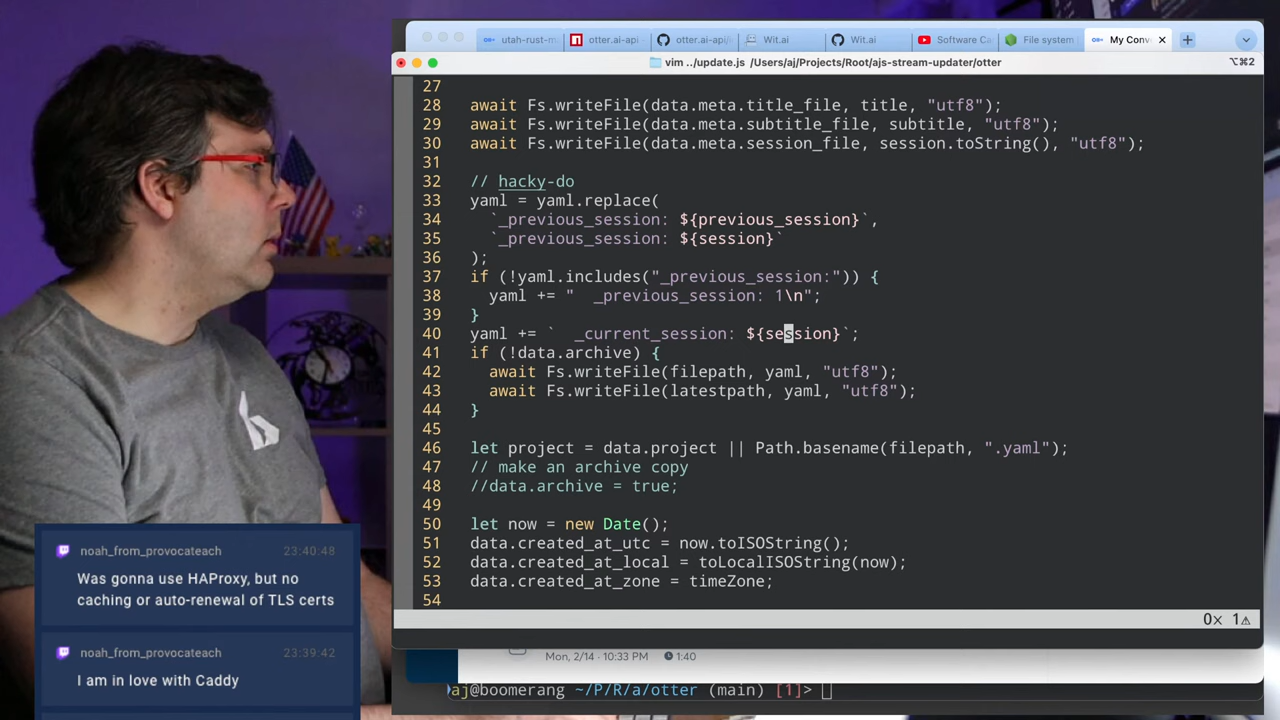 utah-rust-m
otter.ai-api
otter.ai-api/
Wit.ai
Wit.ai
Software Ca
File system
My Conv
vim ../update.js /Users/aj/Projects/Root/ajs-stream-updater/otter
⌥⌘2
27
28 await Fs.writeFile(data.meta.title_file, title, "utf8");
29 await Fs.writeFile(data.meta.subtitle_file, subtitle, "utf8");
30 await Fs.writeFile(data.meta.session_file, session.toString(), "utf8");
31
32 // hacky-do
33 yaml = yaml.replace(
34 `_previous_session: ${previous_session}`,
35 `_previous_session: ${session}`
36 );
37 if (!yaml.includes("_previous_session:")) {
38 yaml += "  _previous_session: 1\n";
39 }
40 yaml += `  _current_session: ${session}`;
41 if (!data.archive) {
42 await Fs.writeFile(filepath, yaml, "utf8");
43 await Fs.writeFile(latestpath, yaml, "utf8");
44 }
45
46 let project = data.project || Path.basename(filepath, ".yaml");
47 // make an archive copy
48 //data.archive = true;
49
50 let now = new Date();
51 data.created_at_utc = now.toISOString();
52 data.created_at_local = toLocalISOString(now);
53 data.created_at_zone = timeZone;
54
0× 1⚠
Mon, 2/14 · 10:33 PM 1:40
aj@boomerang ~/P/R/a/otter (main) [1]>
noah_from_provocateach 23:40:48
Was gonna use HAProxy, but no
caching or auto-renewal of TLS certs
noah_from_provocateach 23:39:42
I am in love with Caddy